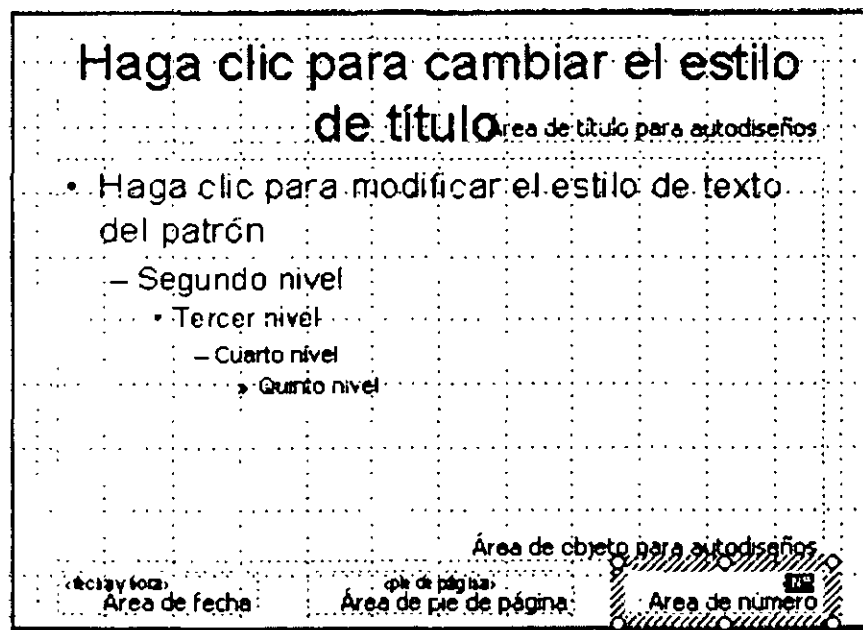 Haga clic para cambiar el estilo
de título
Área de título para autodiseños
• Haga clic para modificar el estilo de texto
del patrón
– Segundo nivel
• Tercer nivel
– Cuarto nivel
» Quinto nivel
Área de objeto para autodiseños
‹fecha y hora›
Área de fecha
‹pie de página›
Área de pie de página
‹Nº›
Área de número